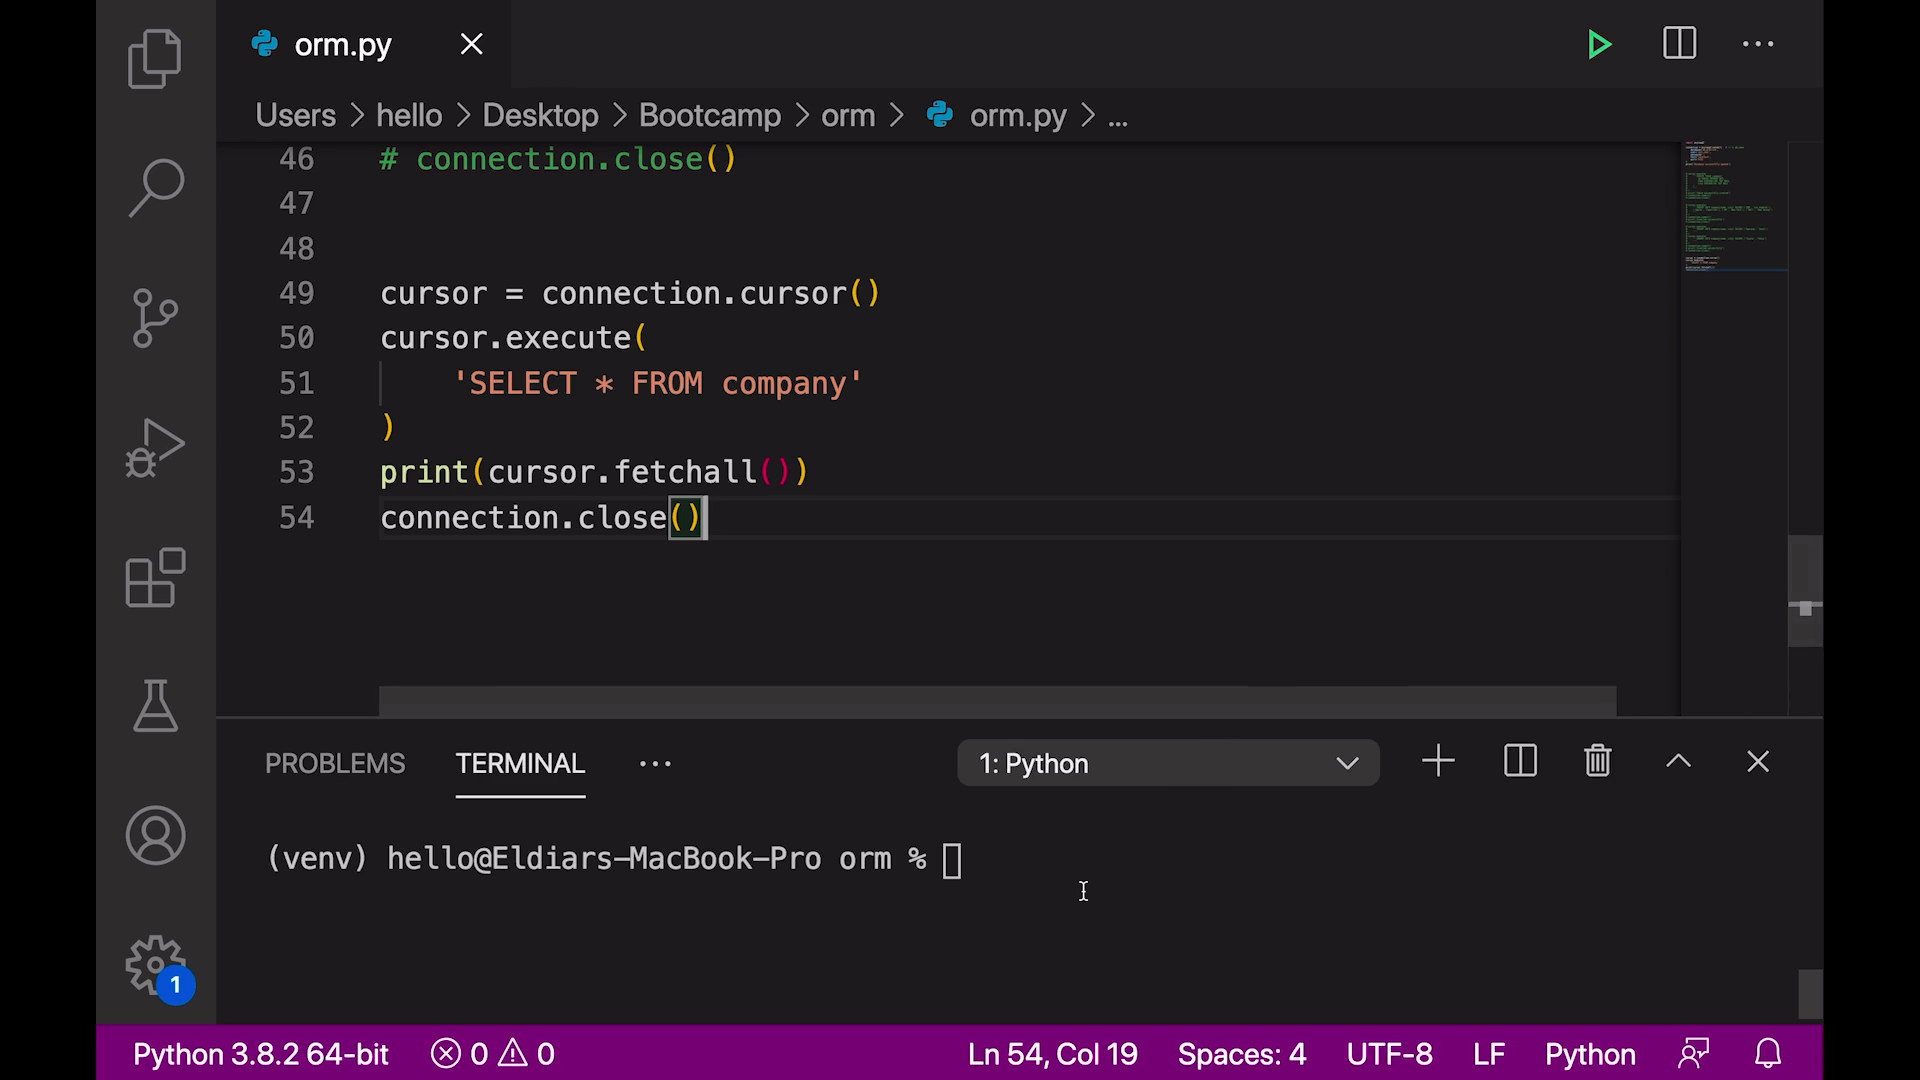 orm.py
Users > hello > Desktop > Bootcamp > orm > orm.py > ...
46 # connection.close()
47
48
49 cursor = connection.cursor()
50 cursor.execute(
51 'SELECT * FROM company'
52 )
53 print(cursor.fetchall())
54 connection.close()
PROBLEMS TERMINAL ... 1: Python
(venv) hello@Eldiars-MacBook-Pro orm %
1
Python 3.8.2 64-bit 0 0 Ln 54, Col 19 Spaces: 4 UTF-8 LF Python